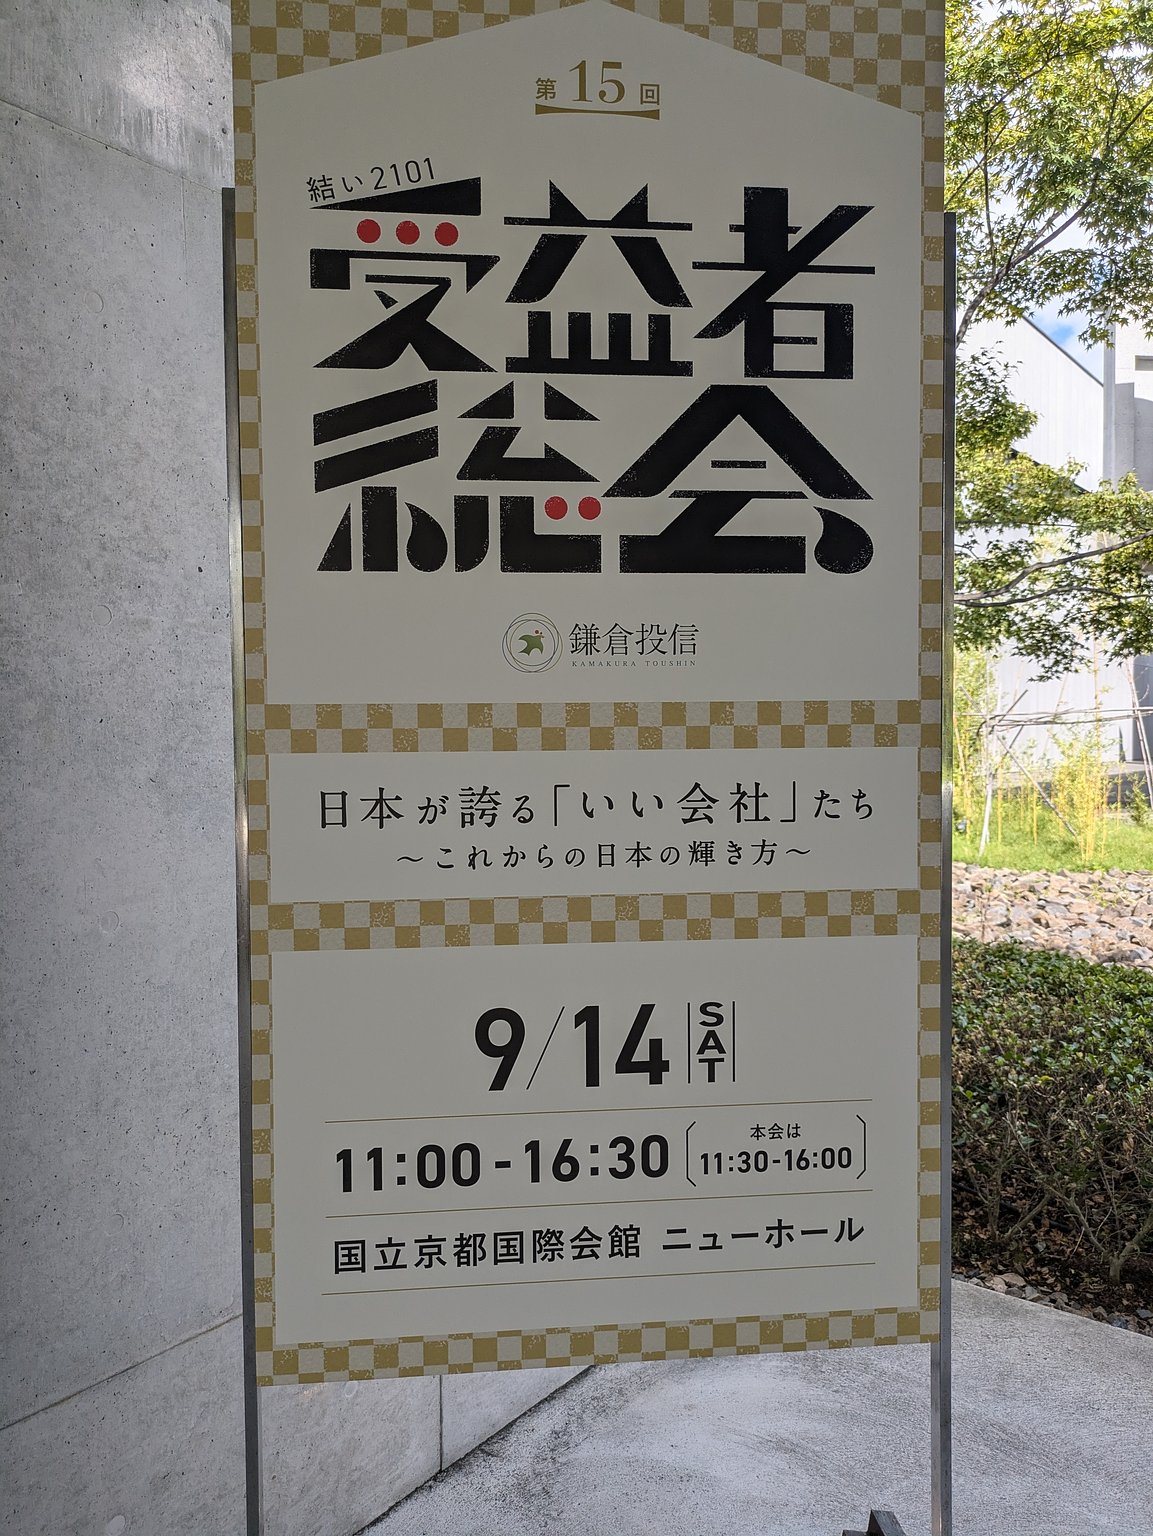 第15回
結い2101
受益者
総会
鎌倉投信
KAMAKURA TOUSHIN
日本が誇る「いい会社」たち
～これからの日本の輝き方～
9/14 SAT
11:00-16:30
本会は
11:30-16:00
国立京都国際会館 ニューホール